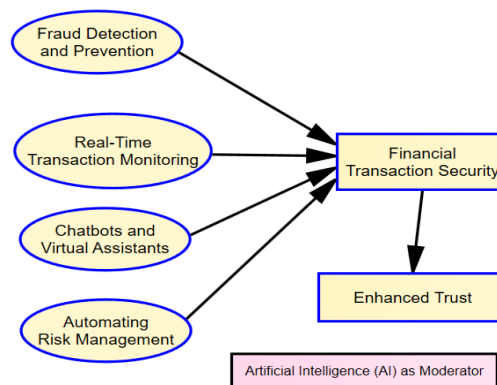 Fraud Detection
and Prevention
Real-Time
Transaction Monitoring
Financial
Transaction Security
Chatbots and
Virtual Assistants
Enhanced Trust
Automating
Risk Management
Artificial Intelligence (AI) as Moderator